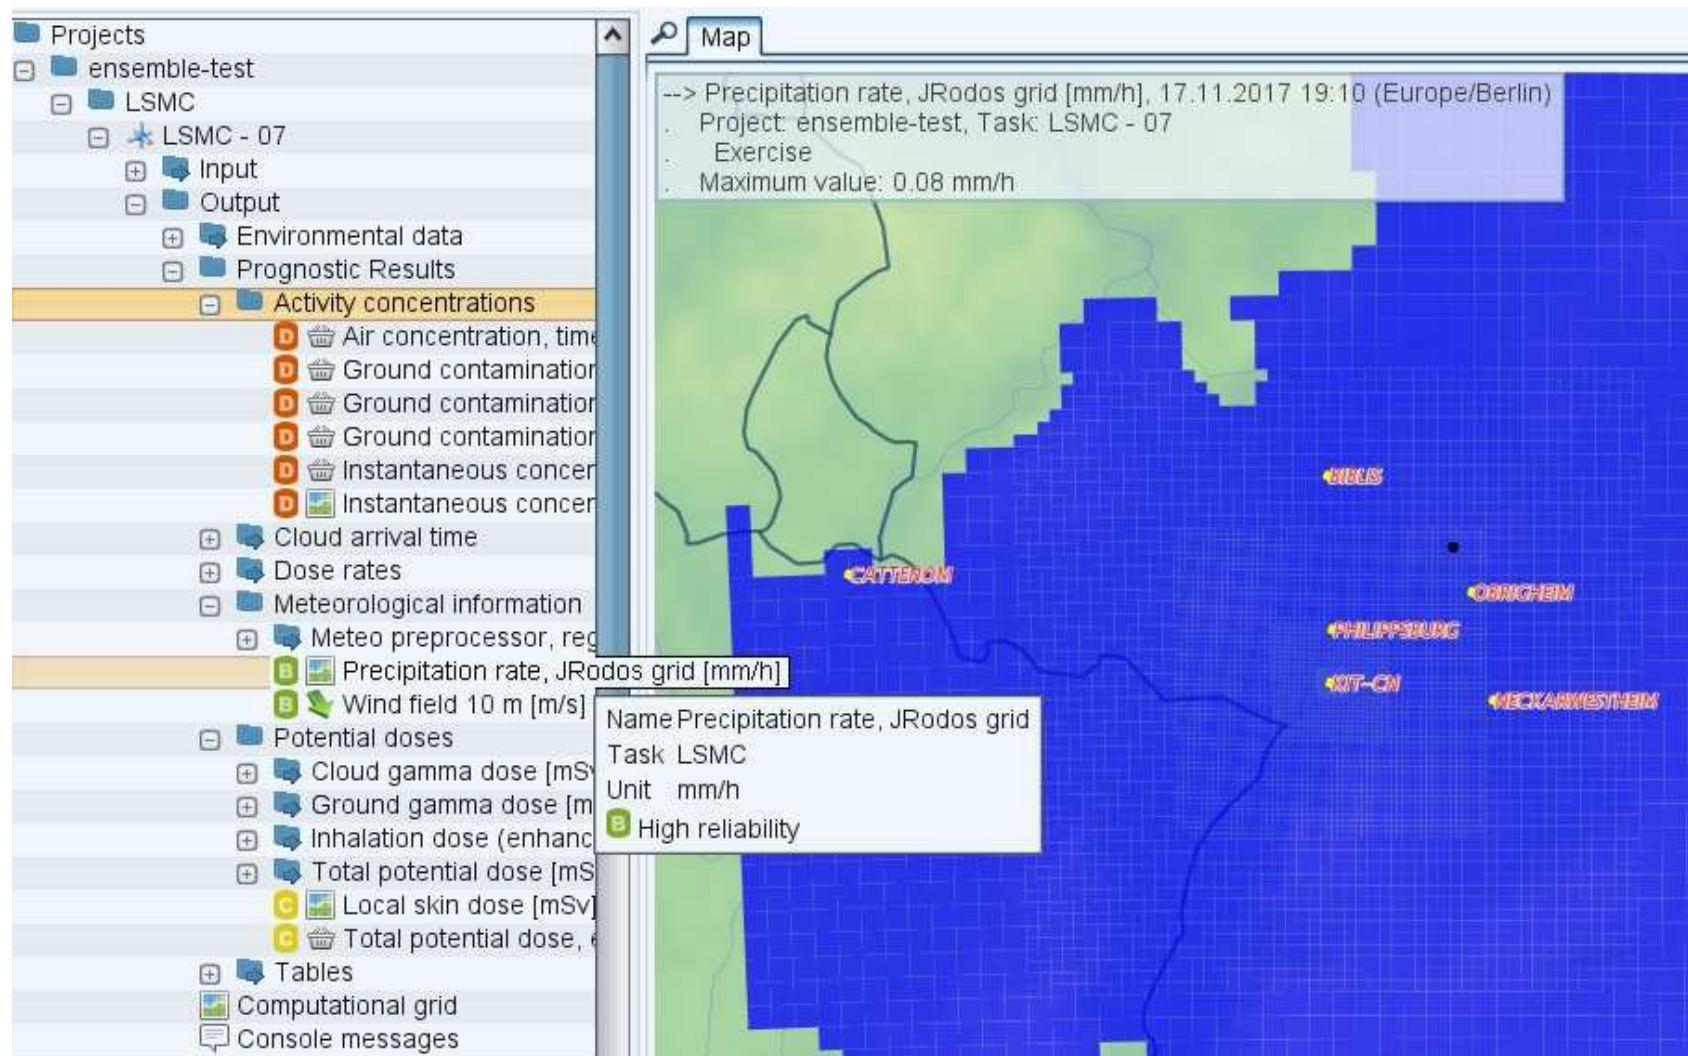 Projects
ensemble-test
LSMC
LSMC - 07
Input
Output
Environmental data
Prognostic Results
Activity concentrations
D Air concentration, time
D Ground contamination
D Ground contamination
D Ground contamination
D Instantaneous concer
D Instantaneous concer
Cloud arrival time
Dose rates
Meteorological information
Meteo preprocessor, reg
B Precipitation rate, JRodos grid [mm/h]
B Wind field 10 m [m/s]
Potential doses
Cloud gamma dose [mSv
Ground gamma dose [m
Inhalation dose (enhanc
Total potential dose [mS
C Local skin dose [mSv]
C Total potential dose, e
Tables
Computational grid
Console messages
Name Precipitation rate, JRodos grid
Task LSMC
Unit mm/h
B High reliability
Map
--> Precipitation rate, JRodos grid [mm/h], 17.11.2017 19:10 (Europe/Berlin)
. Project: ensemble-test, Task: LSMC - 07
. Exercise
. Maximum value: 0.08 mm/h
BIBLIS
CATTENOM
OBRIGHEIM
PHILIPPSBURG
KIT-CN
NECKARWESTHEIM